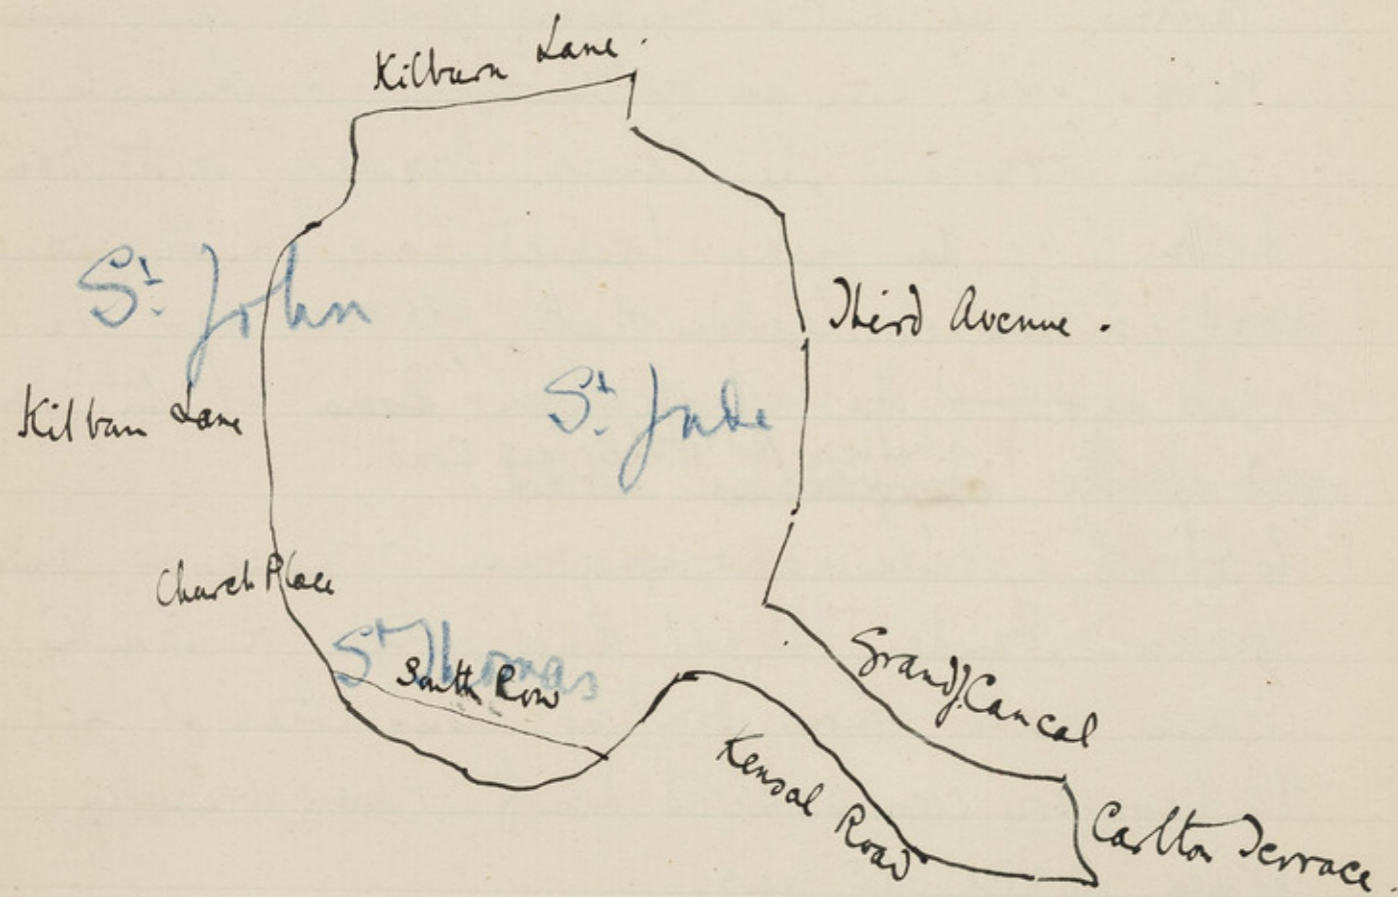 Kilburn Lane.
St. John
Third Avenue.
St. Jude
Kilburn Lane
Church Place
St Thomas
South Row
Grand J. Cancal
Kensal Road
Carlton Terrace.